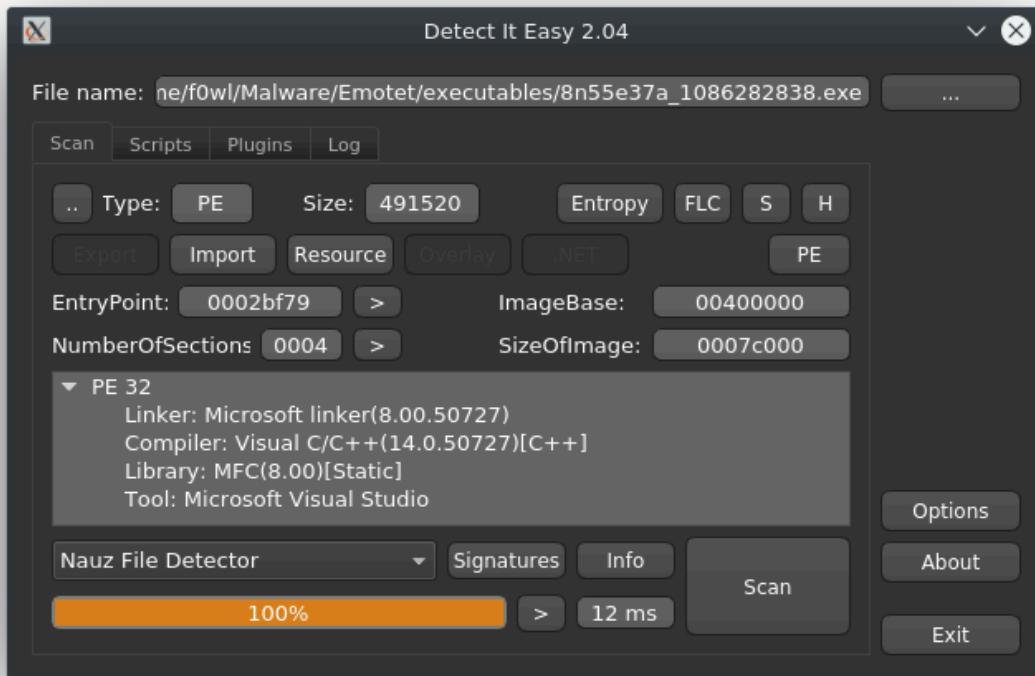 Detect It Easy 2.04
File name: ne/f0wl/Malware/Emotet/executables/8n55e37a_1086282838.exe ...
Scan Scripts Plugins Log
.. Type: PE Size: 491520 Entropy FLC S H
Export Import Resource Overlay .NET PE
EntryPoint: 0002bf79 > ImageBase: 00400000
NumberOfSections 0004 > SizeOfImage: 0007c000
PE 32
Linker: Microsoft linker(8.00.50727)
Compiler: Visual C/C++(14.0.50727)[C++]
Library: MFC(8.00)[Static]
Tool: Microsoft Visual Studio
Options
Nauz File Detector Signatures Info Scan About
100% > 12 ms
Exit